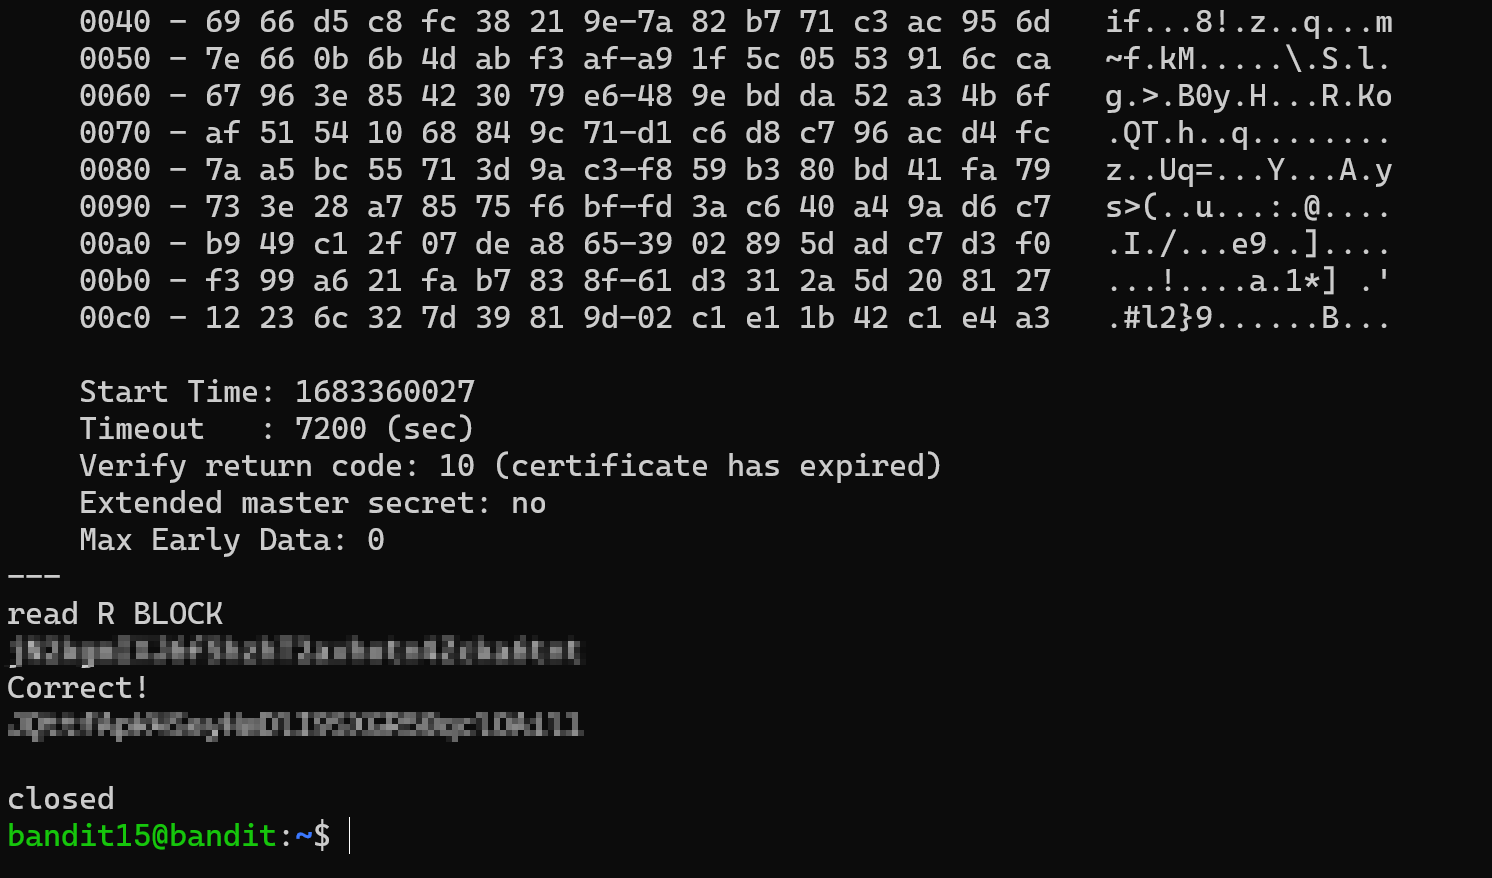 0040 - 69 66 d5 c8 fc 38 21 9e-7a 82 b7 71 c3 ac 95 6d   if...8!.z..q...m
0050 - 7e 66 0b 6b 4d ab f3 af-a9 1f 5c 05 53 91 6c ca   ~f.kM.....\.S.l.
0060 - 67 96 3e 85 42 30 79 e6-48 9e bd da 52 a3 4b 6f   g.>.B0y.H...R.Ko
0070 - af 51 54 10 68 84 9c 71-d1 c6 d8 c7 96 ac d4 fc   .QT.h..q........
0080 - 7a a5 bc 55 71 3d 9a c3-f8 59 b3 80 bd 41 fa 79   z..Uq=...Y...A.y
0090 - 73 3e 28 a7 85 75 f6 bf-fd 3a c6 40 a4 9a d6 c7   s>(..u...:.@....
00a0 - b9 49 c1 2f 07 de a8 65-39 02 89 5d ad c7 d3 f0   .I./...e9..]....
00b0 - f3 99 a6 21 fa b7 83 8f-61 d3 31 2a 5d 20 81 27   ...!....a.1*] .'
00c0 - 12 23 6c 32 7d 39 81 9d-02 c1 e1 1b 42 c1 e4 a3   .#l2}9......B...
Start Time: 1683360027
Timeout   : 7200 (sec)
Verify return code: 10 (certificate has expired)
Extended master secret: no
Max Early Data: 0
---
read R BLOCK
Correct!
closed
bandit15@bandit:~$